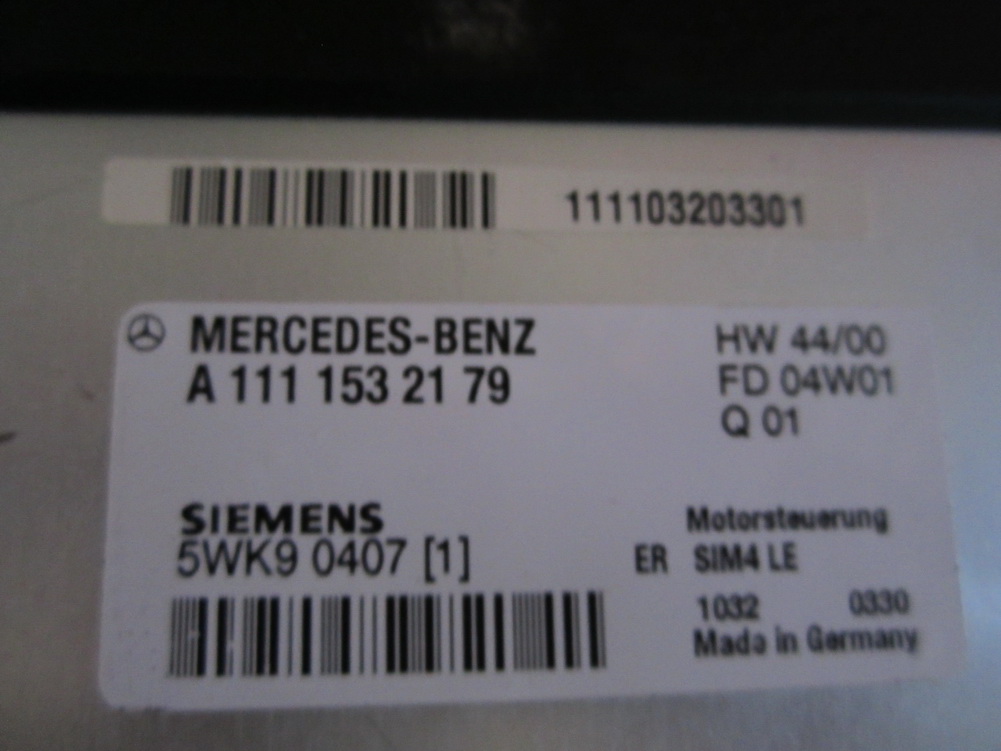 111103203301
MERCEDES-BENZ
A 111 153 21 79
HW 44/00
FD 04W01
Q 01
SIEMENS
5WK9 0407 [1]
Motorsteuerung
ER SIM4 LE
1032 0330
Made in Germany